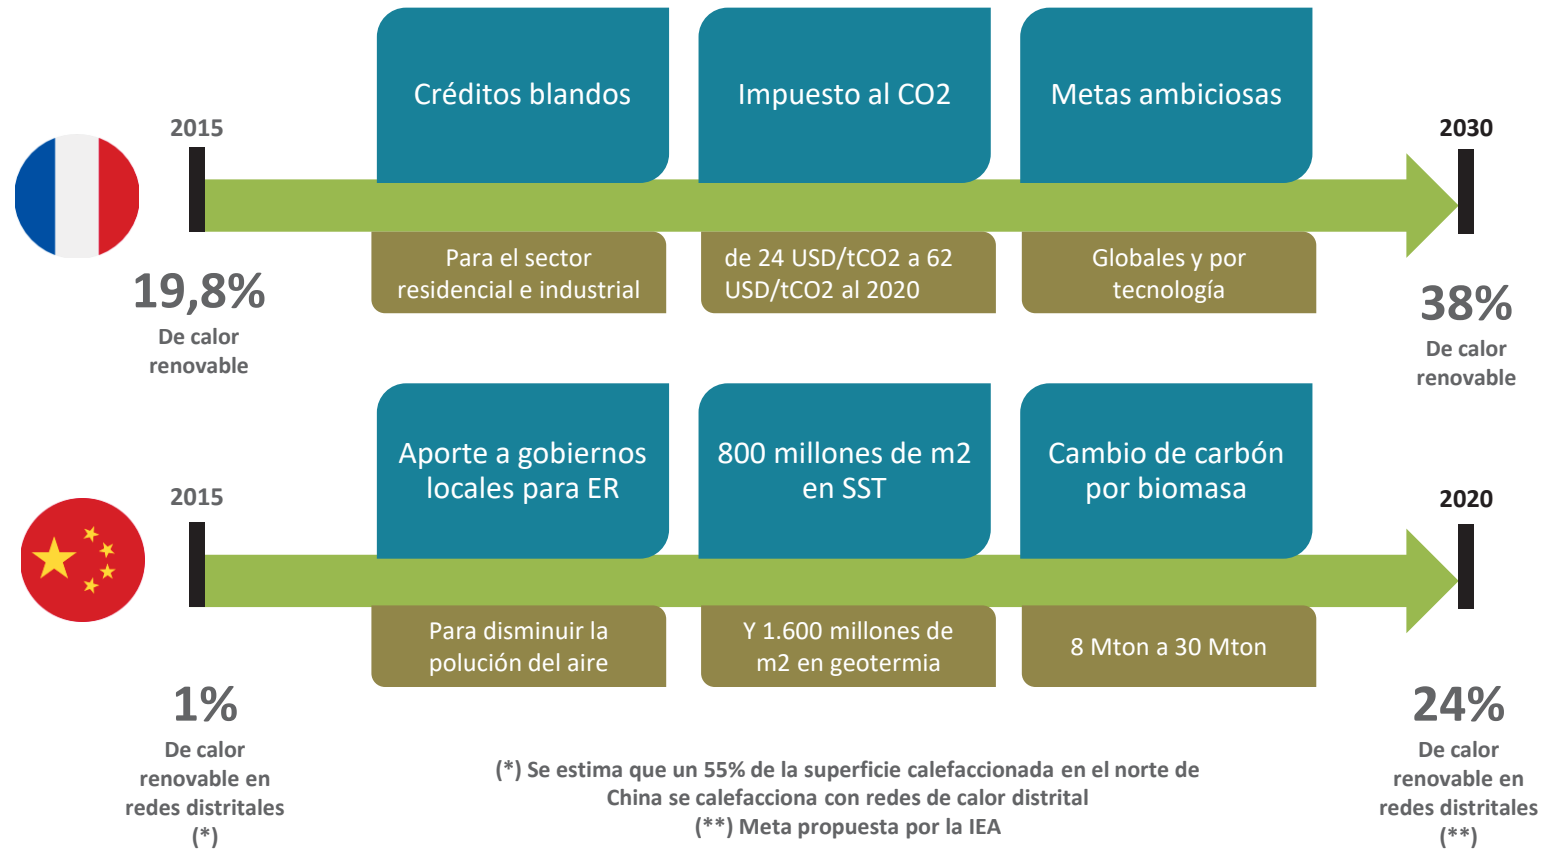 Créditos blandos
Impuesto al CO2
Metas ambiciosas
2015
2030
Para el sector
residencial e industrial
de 24 USD/tCO2 a 62
USD/tCO2 al 2020
Globales y por
tecnología
19,8%
De calor
renovable
38%
De calor
renovable
Aporte a gobiernos
locales para ER
800 millones de m2
en SST
Cambio de carbón
por biomasa
2015
2020
Para disminuir la
polución del aire
Y 1.600 millones de
m2 en geotermia
8 Mton a 30 Mton
1%
De calor
renovable en
redes distritales
(*)
24%
De calor
renovable en
redes distritales
(**)
(*) Se estima que un 55% de la superficie calefaccionada en el norte de
China se calefacciona con redes de calor distrital
(**) Meta propuesta por la IEA